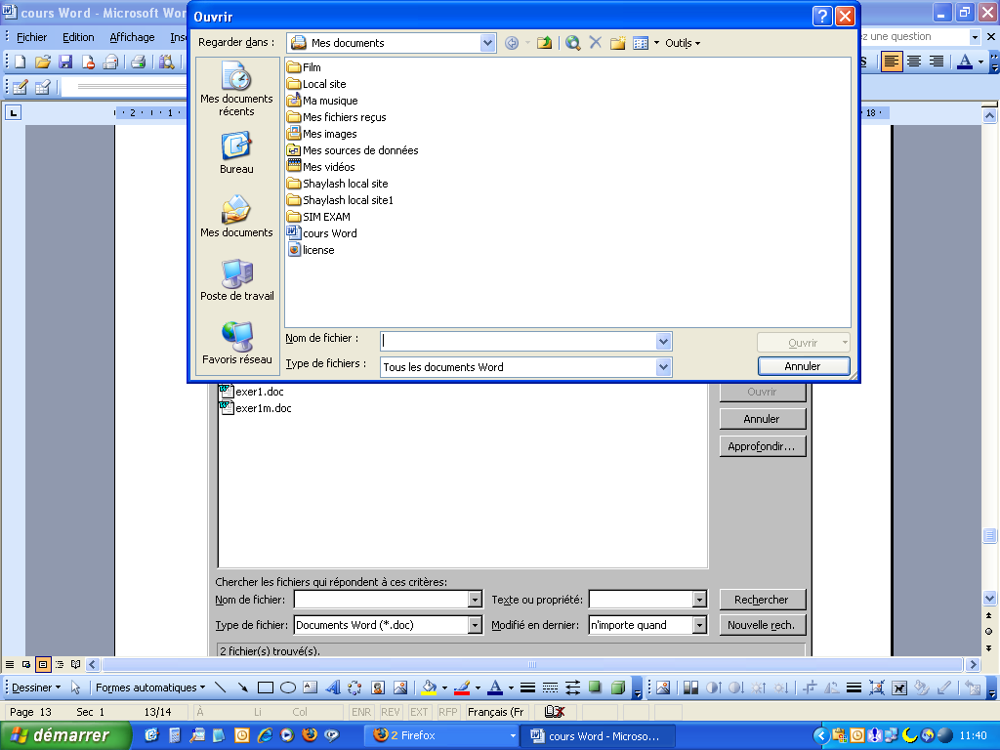 cours Word - Microsoft Wor
Ouvrir
Fichier Edition Affichage Ins
Regarder dans : Mes documents Outils
ez une question
Mes documents récents
Bureau
Mes documents
Poste de travail
Favoris réseau
Film
Local site
Ma musique
Mes fichiers reçus
Mes images
Mes sources de données
Mes vidéos
Shaylash local site
Shaylash local site1
SIM EXAM
cours Word
license
L
· 2 · 1 · 1
18 ·
Nom de fichier :
Ouvrir
Type de fichiers : Tous les documents Word
Annuler
exer1.doc
exer1m.doc
Ouvrir
Annuler
Approfondir...
Chercher les fichiers qui répondent à ces critères:
Nom de fichier: Texte ou propriété: Rechercher
Type de fichier: Documents Word (*.doc) Modifié en dernier: n'importe quand Nouvelle rech.
2 fichier(s) trouvé(s).
Dessiner Formes automatiques
Page 13 Sec 1 13/14 À Li Col ENR REV EXT RFP Français (Fr
démarrer 2 Firefox cours Word - Microso... 11:40